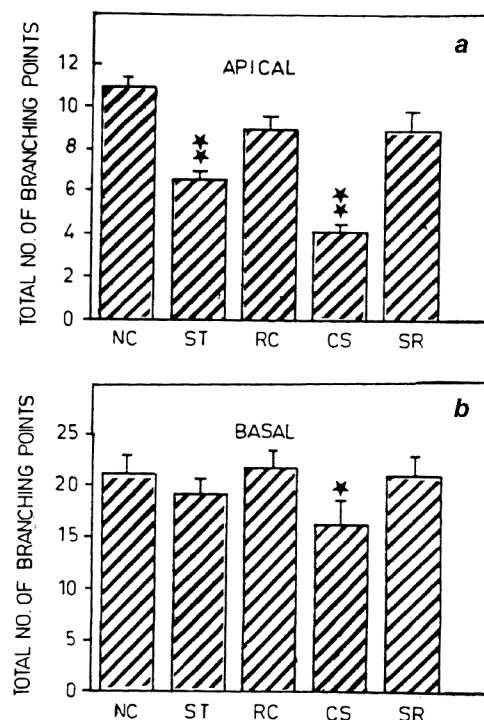 a
APICAL
TOTAL NO. OF BRANCHING POINTS
12
10
8
6
4
2
0
NC ST RC CS SR
b
BASAL
TOTAL NO. OF BRANCHING POINTS
25
20
15
10
5
0
NC ST RC CS SR